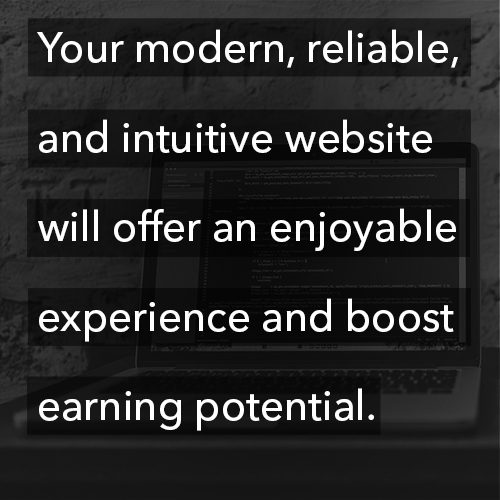 Your modern, reliable,
and intuitive website
will offer an enjoyable
experience and boost
earning potential.